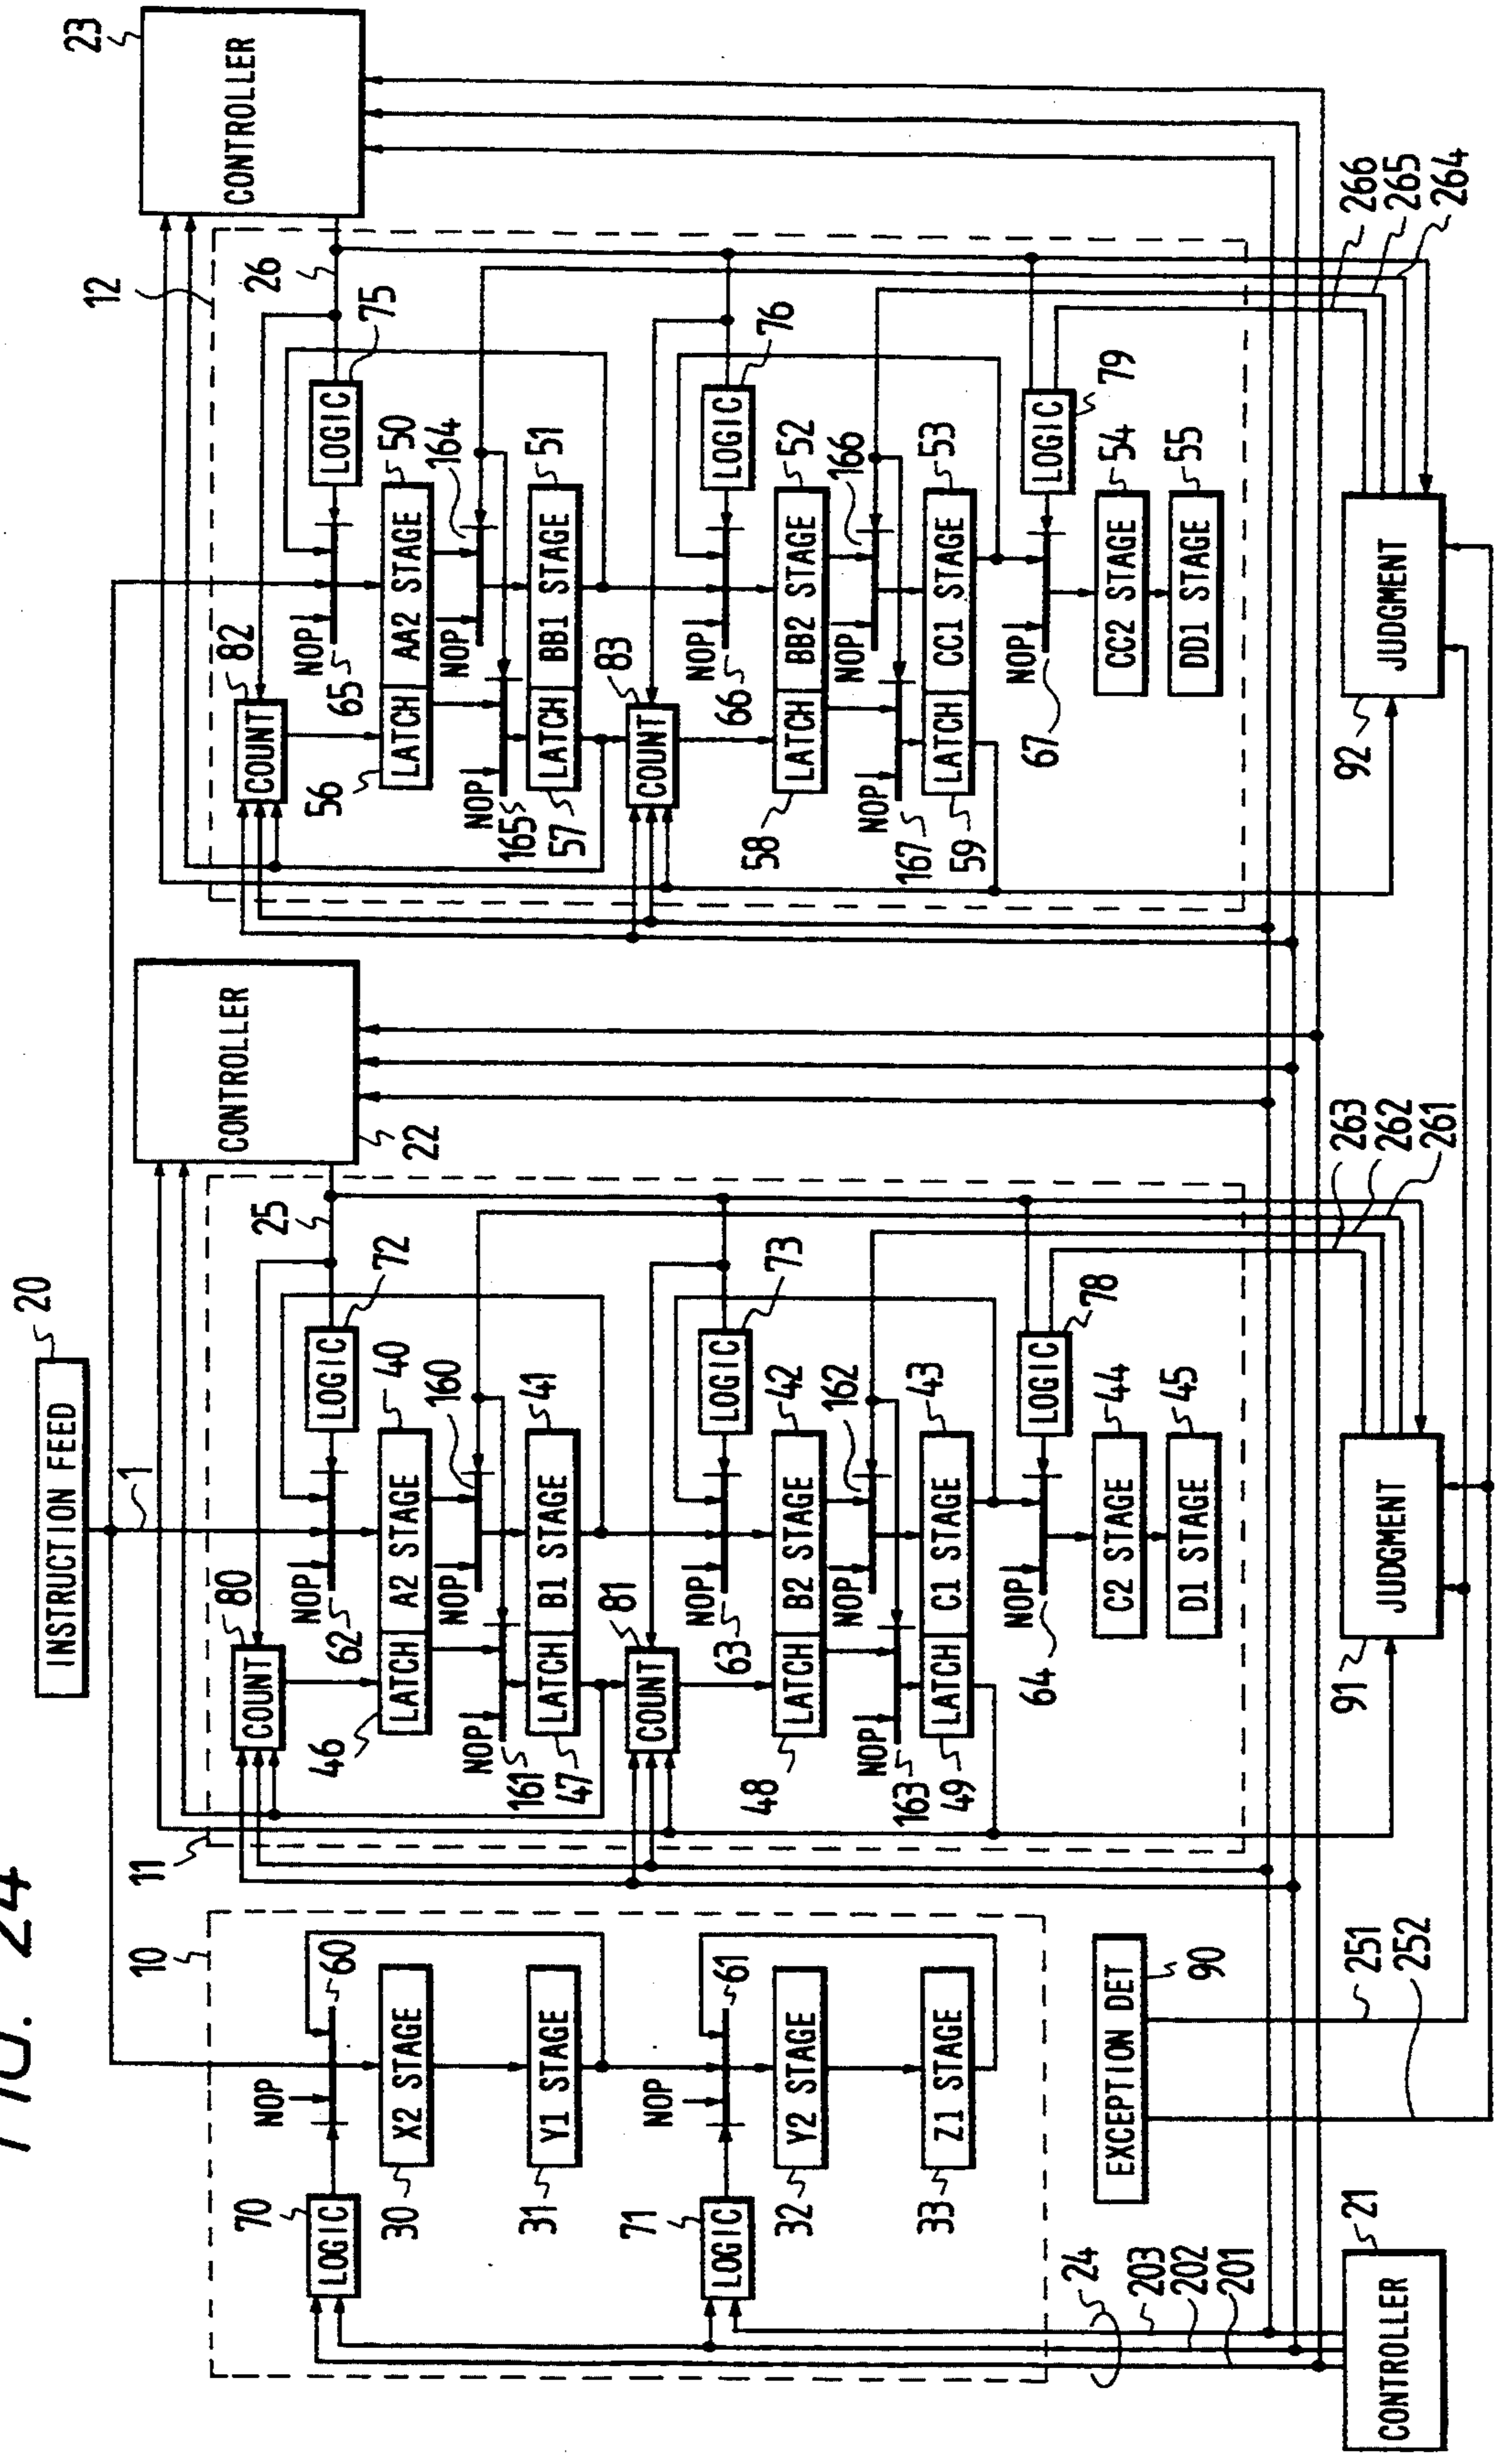 FIG. 24
INSTRUCTION FEED
20
1
10
NOP
60
LOGIC
70
X2 STAGE
30
Y1 STAGE
31
NOP
61
LOGIC
71
Y2 STAGE
32
Z1 STAGE
33
EXCEPTION DET
90
251
252
CONTROLLER
21
24
203
202
201
11
CONTROLLER
22
25
COUNT
80
NOP
62
LOGIC
72
LATCH
46
A2 STAGE
40
NOP
160
NOP
161
LATCH
47
B1 STAGE
41
COUNT
81
NOP
63
LOGIC
73
LATCH
48
B2 STAGE
42
NOP
162
NOP
163
LATCH
49
C1 STAGE
43
NOP
64
LOGIC
78
C2 STAGE
44
D1 STAGE
45
JUDGMENT
91
263
262
261
12
CONTROLLER
23
26
COUNT
82
NOP
65
LOGIC
75
LATCH
56
AA2 STAGE
50
NOP
164
NOP
165
LATCH
57
BB1 STAGE
51
COUNT
83
NOP
66
LOGIC
76
LATCH
58
BB2 STAGE
52
NOP
166
NOP
167
LATCH
59
CC1 STAGE
53
NOP
67
LOGIC
79
CC2 STAGE
54
DD1 STAGE
55
JUDGMENT
92
266
265
264